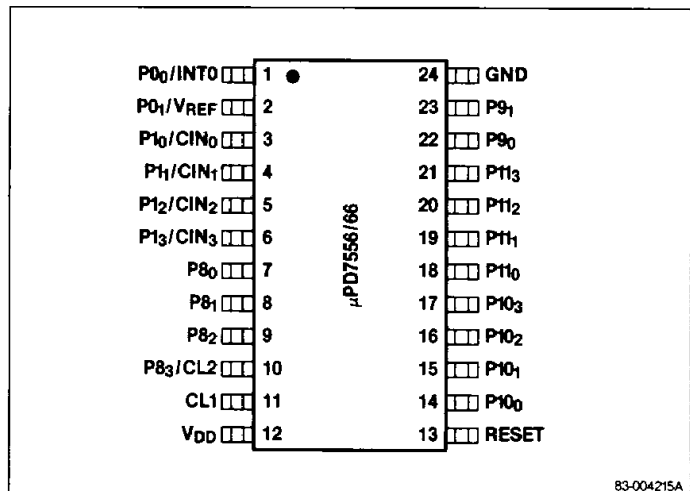 P0₀/INT0 1 24 GND
P0₁/VREF 2 23 P9₁
P1₀/CIN₀ 3 22 P9₀
P1₁/CIN₁ 4 21 P11₃
P1₂/CIN₂ 5 20 P11₂
P1₃/CIN₃ 6 19 P11₁
P8₀ 7 18 P11₀
P8₁ 8 17 P10₃
P8₂ 9 16 P10₂
P8₃/CL2 10 15 P10₁
CL1 11 14 P10₀
VDD 12 13 RESET
µPD7556/66
83-004215A